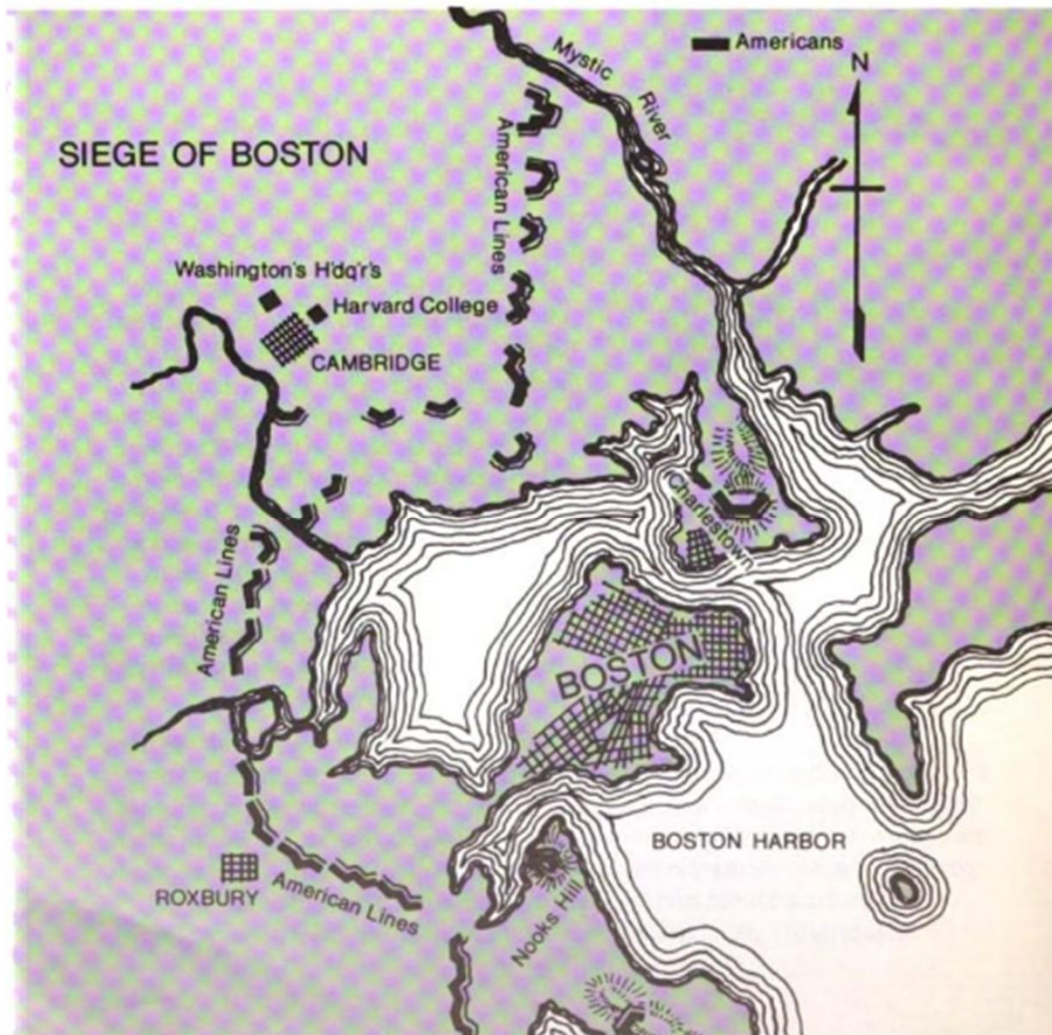 Americans
N
Mystic
River
SIEGE OF BOSTON
American Lines
Washington's H'dq'r's
Harvard College
CAMBRIDGE
Charlestown
American Lines
BOSTON
BOSTON HARBOR
ROXBURY
American Lines
Nooks Hill